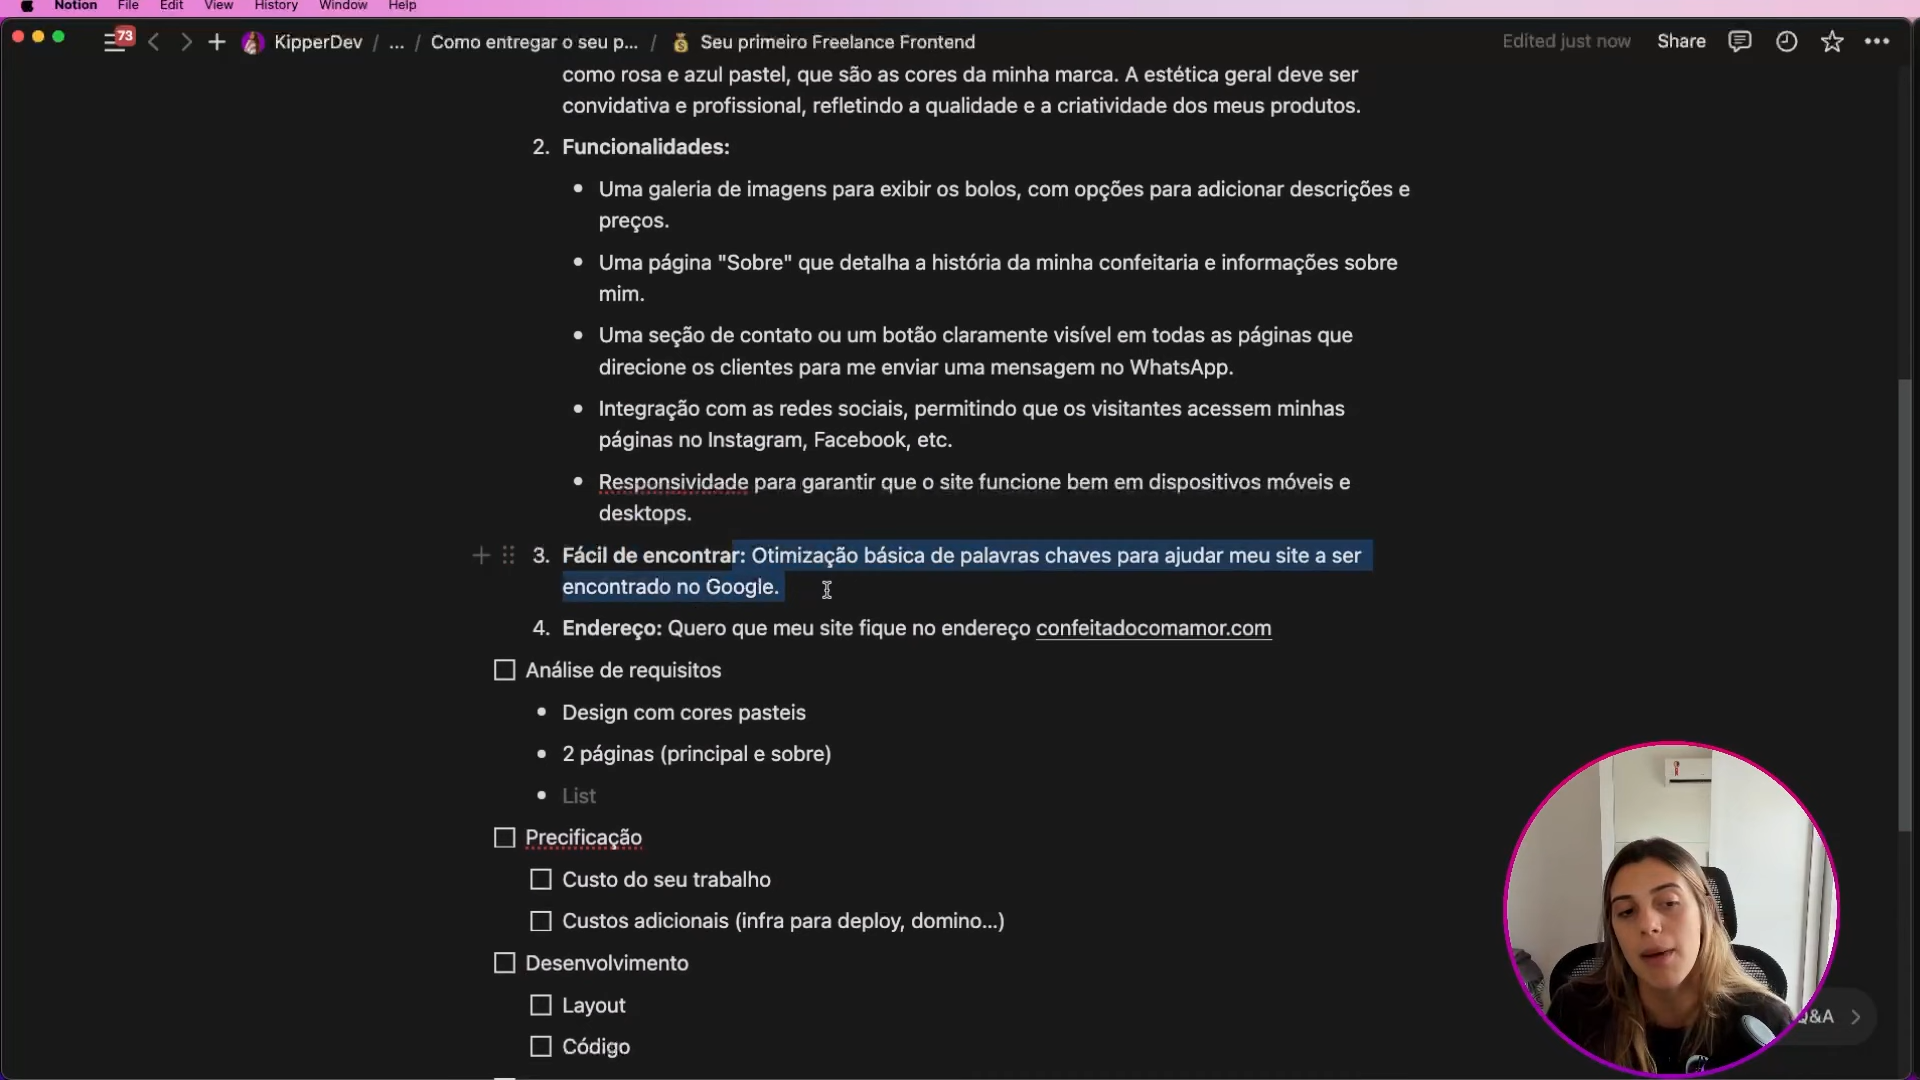 Notion File Edit View History Window Help
73 KipperDev / ... / Como entregar o seu p... / Seu primeiro Freelance Frontend Edited just now Share
como rosa e azul pastel, que são as cores da minha marca. A estética geral deve ser
convidativa e profissional, refletindo a qualidade e a criatividade dos meus produtos.
2. Funcionalidades:
• Uma galeria de imagens para exibir os bolos, com opções para adicionar descrições e
preços.
• Uma página "Sobre" que detalha a história da minha confeitaria e informações sobre
mim.
• Uma seção de contato ou um botão claramente visível em todas as páginas que
direcione os clientes para me enviar uma mensagem no WhatsApp.
• Integração com as redes sociais, permitindo que os visitantes acessem minhas
páginas no Instagram, Facebook, etc.
• Responsividade para garantir que o site funcione bem em dispositivos móveis e
desktops.
3. Fácil de encontrar: Otimização básica de palavras chaves para ajudar meu site a ser
encontrado no Google.
4. Endereço: Quero que meu site fique no endereço confeitadocomamor.com
Análise de requisitos
• Design com cores pasteis
• 2 páginas (principal e sobre)
• List
Precificação
Custo do seu trabalho
Custos adicionais (infra para deploy, domino...)
Desenvolvimento
Layout
Código
Q&A